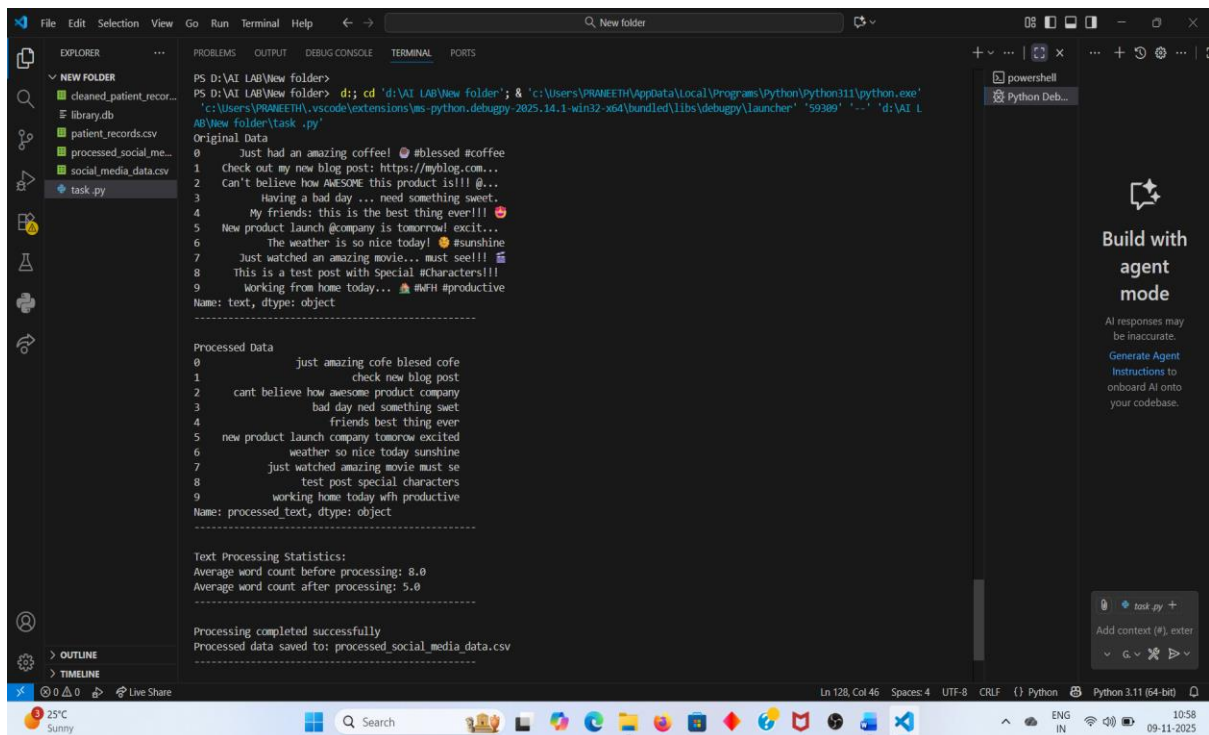 File Edit Selection View Go Run Terminal Help
New folder
EXPLORER
NEW FOLDER
cleaned_patient_recor...
library.db
patient_records.csv
processed_social_me...
social_media_data.csv
task .py
OUTLINE
TIMELINE
PROBLEMS OUTPUT DEBUG CONSOLE TERMINAL PORTS
PS D:\AI LAB\New folder>
PS D:\AI LAB\New folder> d:; cd 'd:\AI LAB\New folder'; & 'c:\Users\PRANEETH\AppData\Local\Programs\Python\Python311\python.exe'
'c:\Users\PRANEETH\.vscode\extensions\ms-python.debugpy-2025.14.1-win32-x64\bundled\libs\debugpy\launcher' '59309' '--' 'd:\AI L
AB\New folder\task .py'
Original Data
0 Just had an amazing coffee! ☕ #blessed #coffee
1 Check out my new blog post: https://myblog.com...
2 Can't believe how AWESOME this product is!!! @...
3 Having a bad day ... need something sweet.
4 My friends: this is the best thing ever!!! 😍
5 New product launch @company is tomorrow! excit...
6 The weather is so nice today! 🌞 #sunshine
7 Just watched an amazing movie... must see!!! 🎬
8 This is a test post with Special #Characters!!!
9 Working from home today... 🏠 #WFH #productive
Name: text, dtype: object
--------------------------------------------------
Processed Data
0 just amazing cofe blesed cofe
1 check new blog post
2 cant believe how awesome product company
3 bad day ned something swet
4 friends best thing ever
5 new product launch company tomorow excited
6 weather so nice today sunshine
7 just watched amazing movie must se
8 test post special characters
9 working home today wfh productive
Name: processed_text, dtype: object
--------------------------------------------------
Text Processing Statistics:
Average word count before processing: 8.0
Average word count after processing: 5.0
--------------------------------------------------
Processing completed successfully
Processed data saved to: processed_social_media_data.csv
--------------------------------------------------
powershell
Python Deb...
Build with
agent
mode
AI responses may
be inaccurate.
Generate Agent
Instructions to
onboard AI onto
your codebase.
task .py
Add context (#), exter
G.
0 0 Live Share
Ln 128, Col 46 Spaces: 4 UTF-8 CRLF {} Python Python 3.11 (64-bit)
3
25°C
Sunny
Search
ENG
IN
10:58
09-11-2025